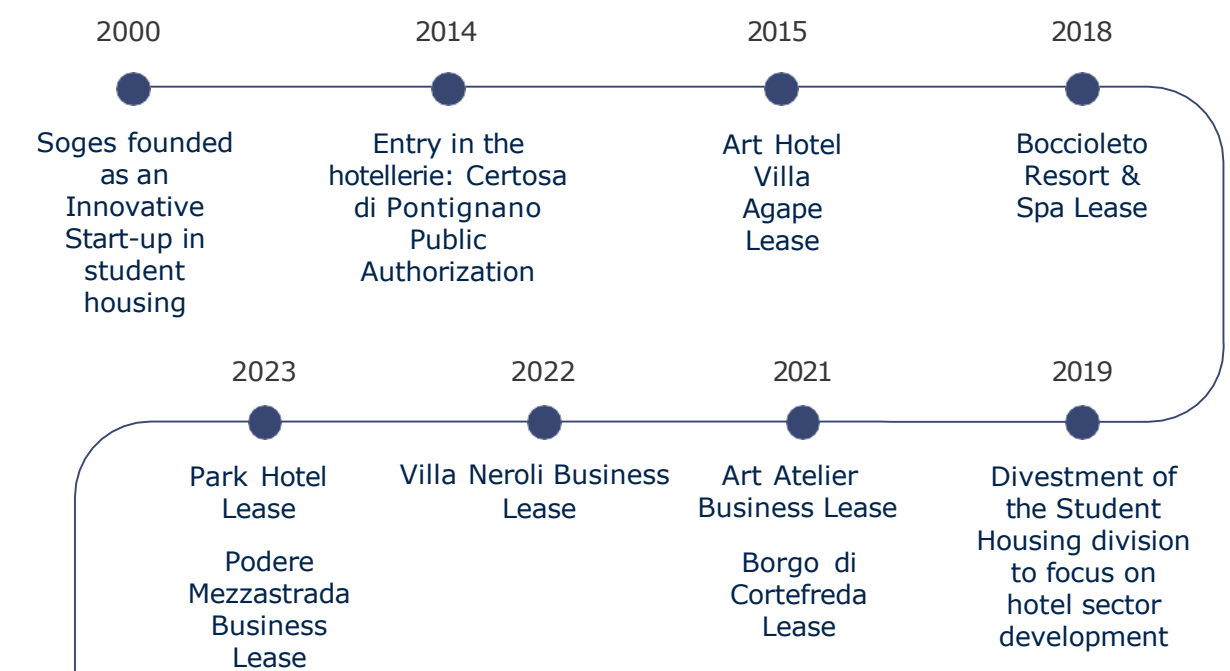 2000
Soges founded
as an
Innovative
Start-up in
student
housing
2014
Entry in the
hotellerie: Certosa
di Pontignano
Public
Authorization
2015
Art Hotel
Villa
Agape
Lease
2018
Boccioleto
Resort &
Spa Lease
2019
Divestment of
the Student
Housing division
to focus on
hotel sector
development
2021
Art Atelier
Business Lease
Borgo di
Cortefreda
Lease
2022
Villa Neroli Business
Lease
2023
Park Hotel
Lease
Podere
Mezzastrada
Business
Lease